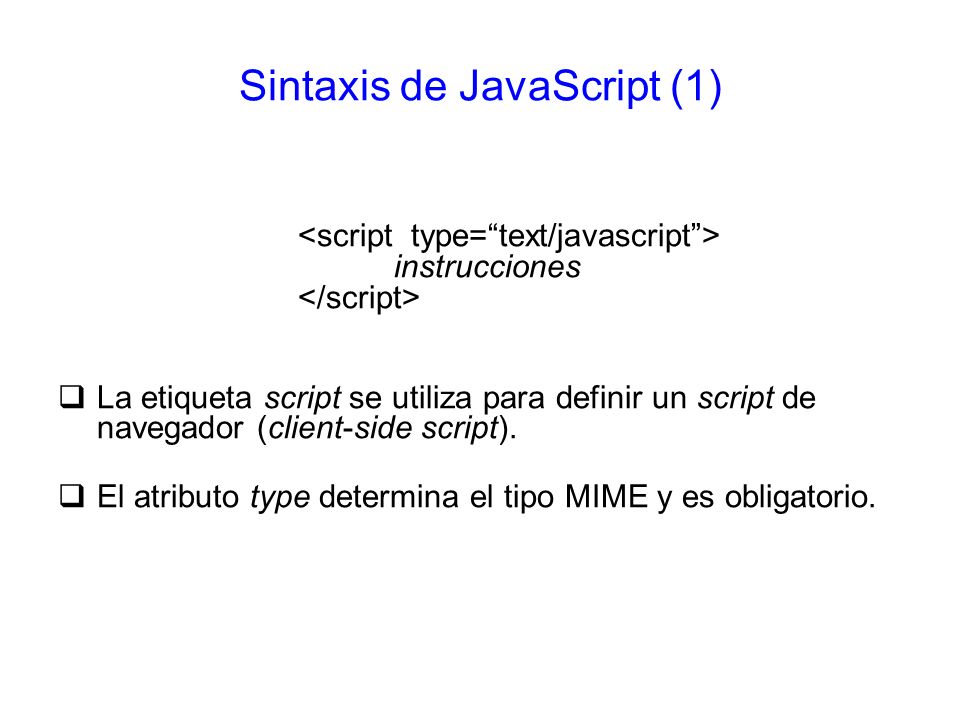 Sintaxis de JavaScript (1)
<script type=“text/javascript”>
instrucciones
</script>
La etiqueta script se utiliza para definir un script de
navegador (client-side script).
El atributo type determina el tipo MIME y es obligatorio.